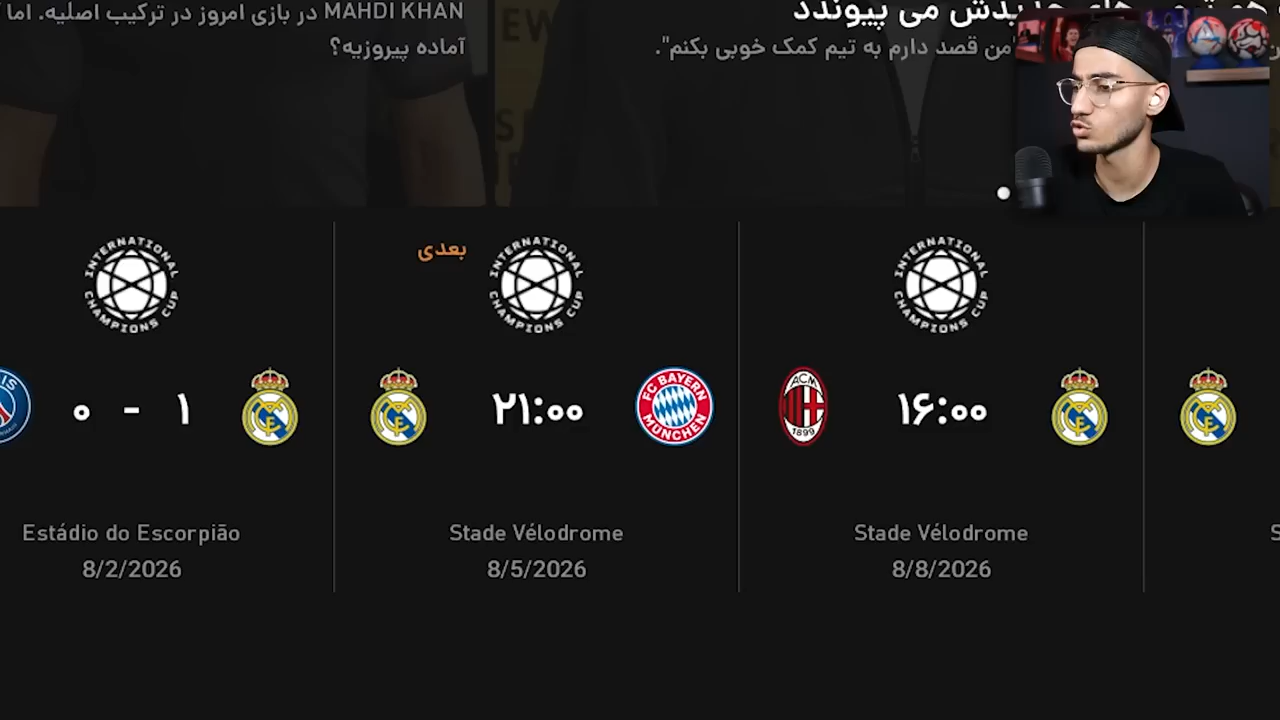 می پیوندد
من قصد دارم به تیم کمک خوبی بکنم".
MAHDI KHAN در بازی امروز در ترکیب اصلیه. اما
آماده پیروزیه؟
INTERNATIONAL CHAMPIONS CUP
۰ - ۱
Estádio do Escorpião
8/2/2026
بعدی
INTERNATIONAL CHAMPIONS CUP
۲۱:۰۰
FC BAYERN MÜNCHEN
Stade Vélodrome
8/5/2026
INTERNATIONAL CHAMPIONS CUP
ACM
1899
۱۶:۰۰
Stade Vélodrome
8/8/2026